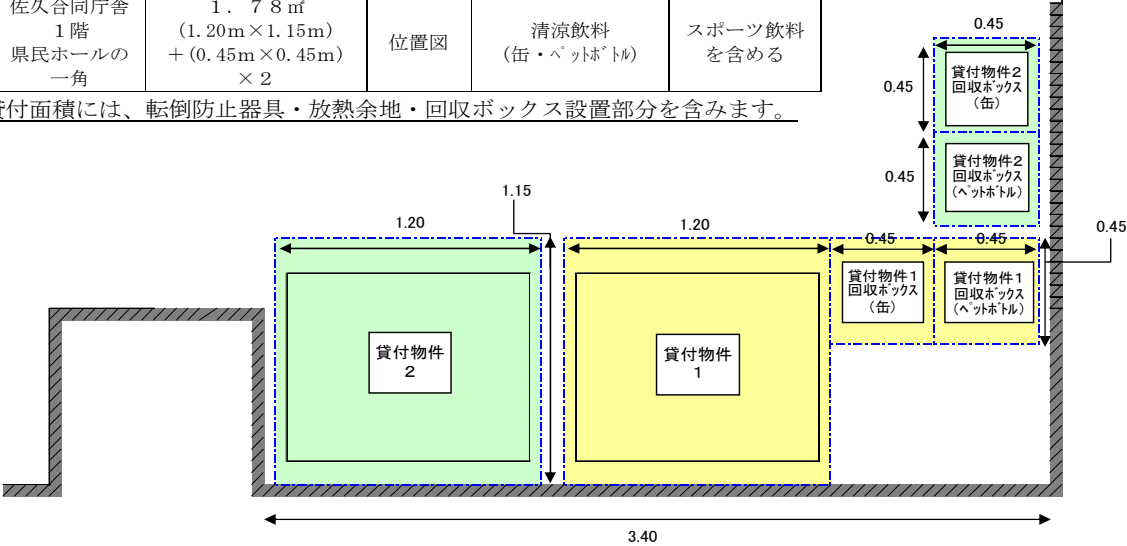 佐久合同庁舎
１階
県民ホールの
一角
１．７８㎡
(1.20m×1.15m)
＋(0.45m×0.45m)
×２
位置図
清涼飲料
(缶・ﾍﾟｯﾄﾎﾞﾄﾙ)
スポーツ飲料
を含める
貸付面積には、転倒防止器具・放熱余地・回収ボックス設置部分を含みます。
0.45
0.45
貸付物件２
回収ﾎﾞｯｸｽ
（缶）
0.45
貸付物件２
回収ﾎﾞｯｸｽ
（ﾍﾟｯﾄﾎﾞﾄﾙ）
1.15
1.20
1.20
0.45
0.45
0.45
貸付物件１
回収ﾎﾞｯｸｽ
（缶）
貸付物件１
回収ﾎﾞｯｸｽ
（ﾍﾟｯﾄﾎﾞﾄﾙ）
貸付物件
２
貸付物件
１
3.40